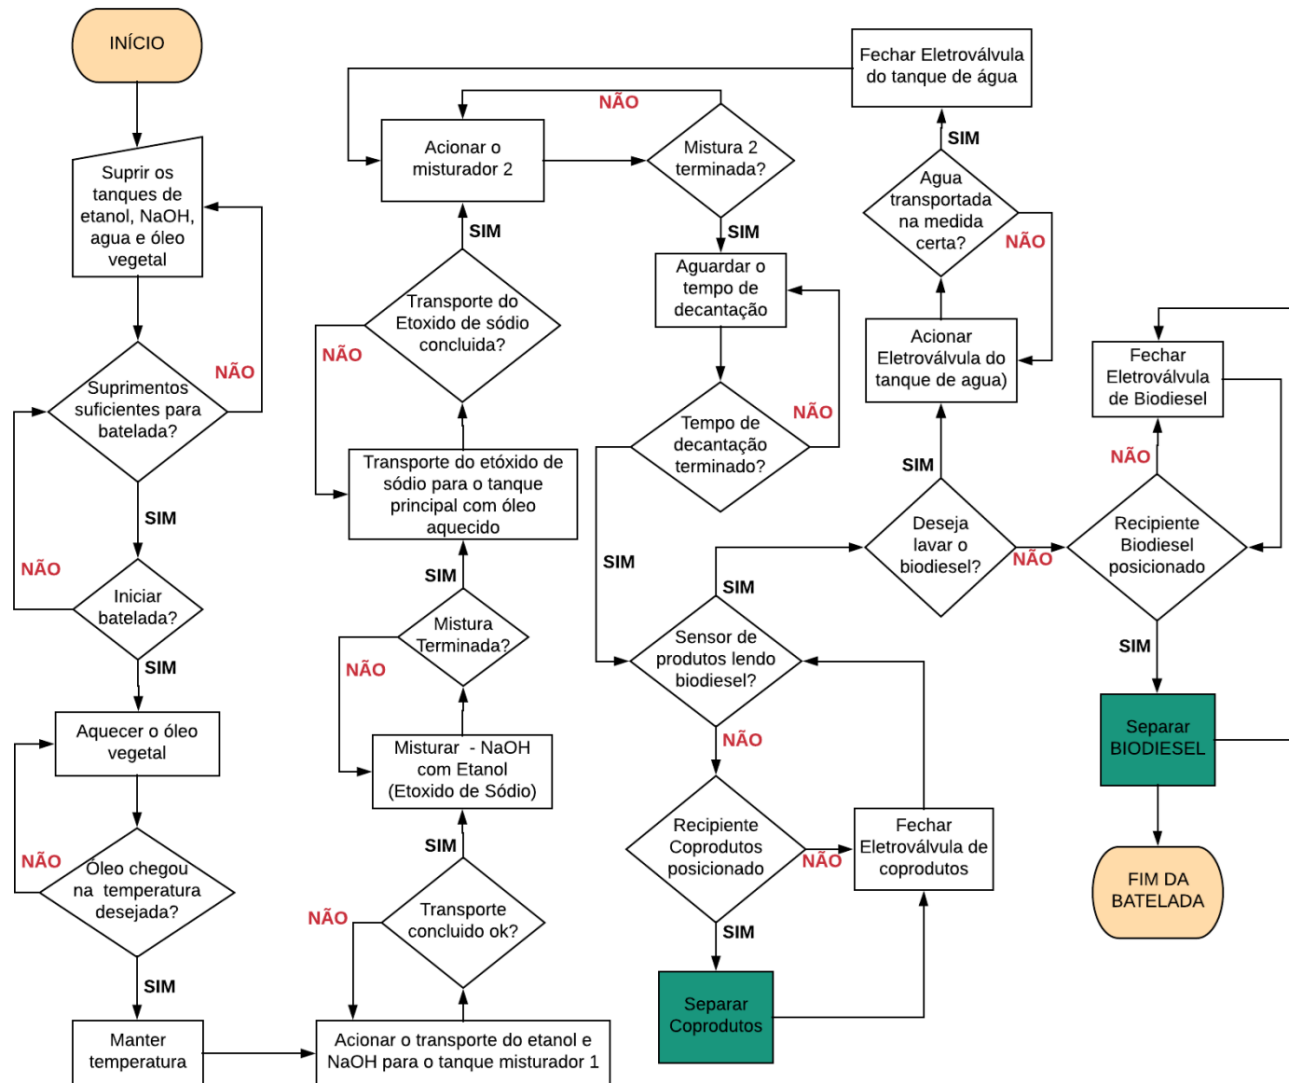 INÍCIO
Suprir os
tanques de
etanol, NaOH,
agua e óleo
vegetal
NÃO
Suprimentos
suficientes para
batelada?
SIM
NÃO
Iniciar
batelada?
SIM
Aquecer o óleo
vegetal
NÃO
Óleo chegou
na temperatura
desejada?
SIM
Manter
temperatura
Acionar o transporte do etanol e
NaOH para o tanque misturador 1
NÃO
Transporte
concluido ok?
SIM
Misturar - NaOH
com Etanol
(Etoxido de Sódio)
NÃO
Mistura
Terminada?
SIM
Transporte do etóxido de
sódio para o tanque
principal com óleo
aquecido
NÃO
Transporte do
Etoxido de sódio
concluida?
SIM
Acionar o
misturador 2
NÃO
Mistura 2
terminada?
SIM
Aguardar o
tempo de
decantação
NÃO
Tempo de
decantação
terminado?
SIM
Sensor de
produtos lendo
biodiesel?
SIM
NÃO
Recipiente
Coprodutos
posicionado
NÃO
SIM
Separar
Coprodutos
Fechar
Eletroválvula de
coprodutos
Deseja
lavar o
biodiesel?
SIM
NÃO
Acionar
Eletroválvula do
tanque de agua)
Agua
transportada
na medida
certa?
NÃO
SIM
Fechar Eletroválvula
do tanque de água
Fechar
Eletroválvula
de Biodiesel
NÃO
Recipiente
Biodiesel
posicionado
SIM
Separar
BIODIESEL
FIM DA
BATELADA